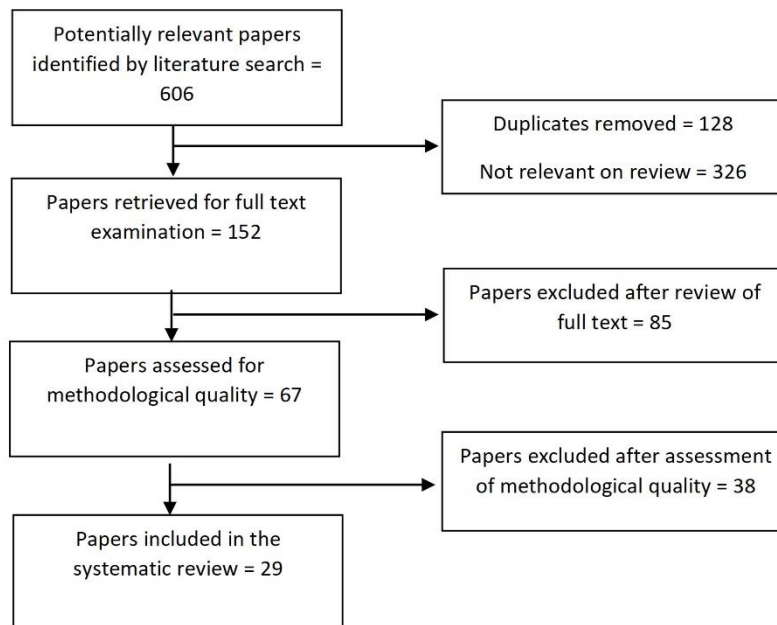 Potentially relevant papers
identified by literature search =
606
Duplicates removed = 128
Not relevant on review = 326
Papers retrieved for full text
examination = 152
Papers excluded after review of
full text = 85
Papers assessed for
methodological quality = 67
Papers excluded after assessment
of methodological quality = 38
Papers included in the
systematic review = 29